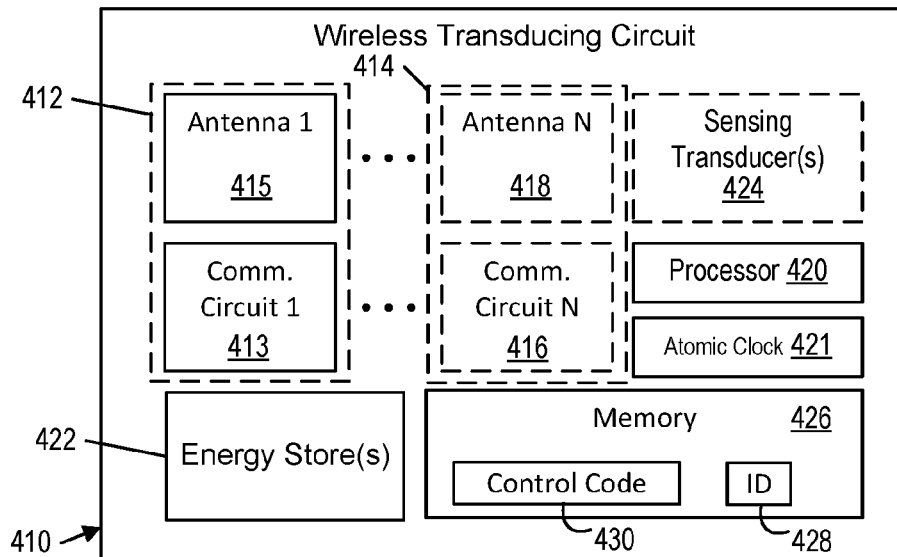 Wireless Transducing Circuit
412
414
Antenna 1
415
Antenna N
418
Sensing
Transducer(s)
424
Comm.
Circuit 1
413
Comm.
Circuit N
416
Processor 420
Atomic Clock 421
422
Energy Store(s)
Memory 426
Control Code
ID
410
430
428